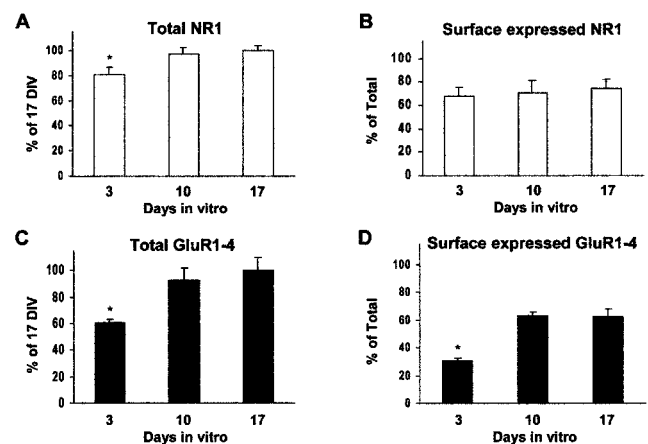 A
Total NR1
% of 17 DIV
100
80
60
40
20
0
*
3 10 17
Days in vitro
B
Surface expressed NR1
% of Total
100
80
60
40
20
0
3 10 17
Days in vitro
C
Total GluR1-4
% of 17 DIV
100
80
60
40
20
0
*
3 10 17
Days in vitro
D
Surface expressed GluR1-4
% of Total
100
80
60
40
20
0
*
3 10 17
Days in vitro